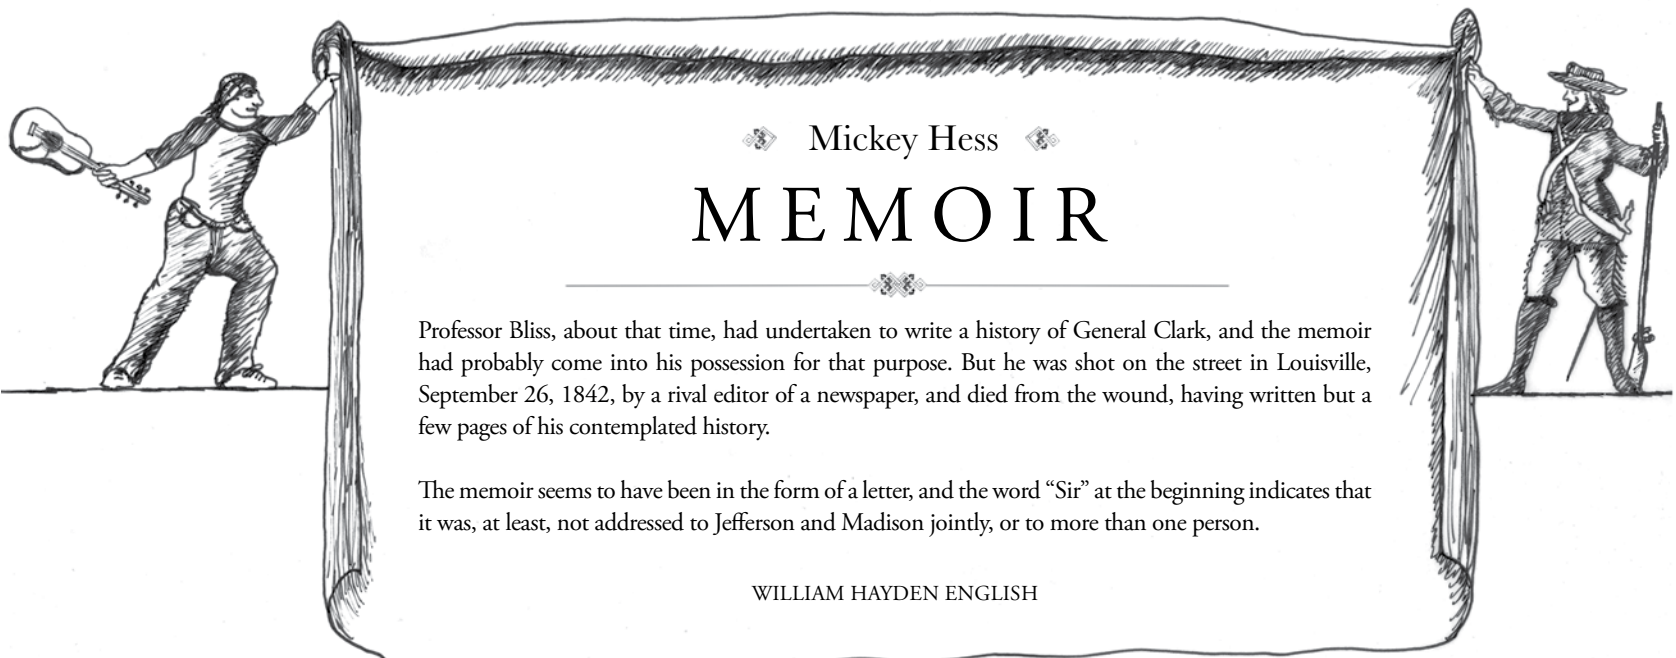 Mickey Hess
MEMOIR
Professor Bliss, about that time, had undertaken to write a history of General Clark, and the memoir
had probably come into his possession for that purpose. But he was shot on the street in Louisville,
September 26, 1842, by a rival editor of a newspaper, and died from the wound, having written but a
few pages of his contemplated history.
The memoir seems to have been in the form of a letter, and the word “Sir” at the beginning indicates that
it was, at least, not addressed to Jefferson and Madison jointly, or to more than one person.
WILLIAM HAYDEN ENGLISH